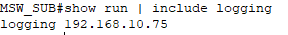 MSW_SUB#show run | include logging
logging 192.168.10.75